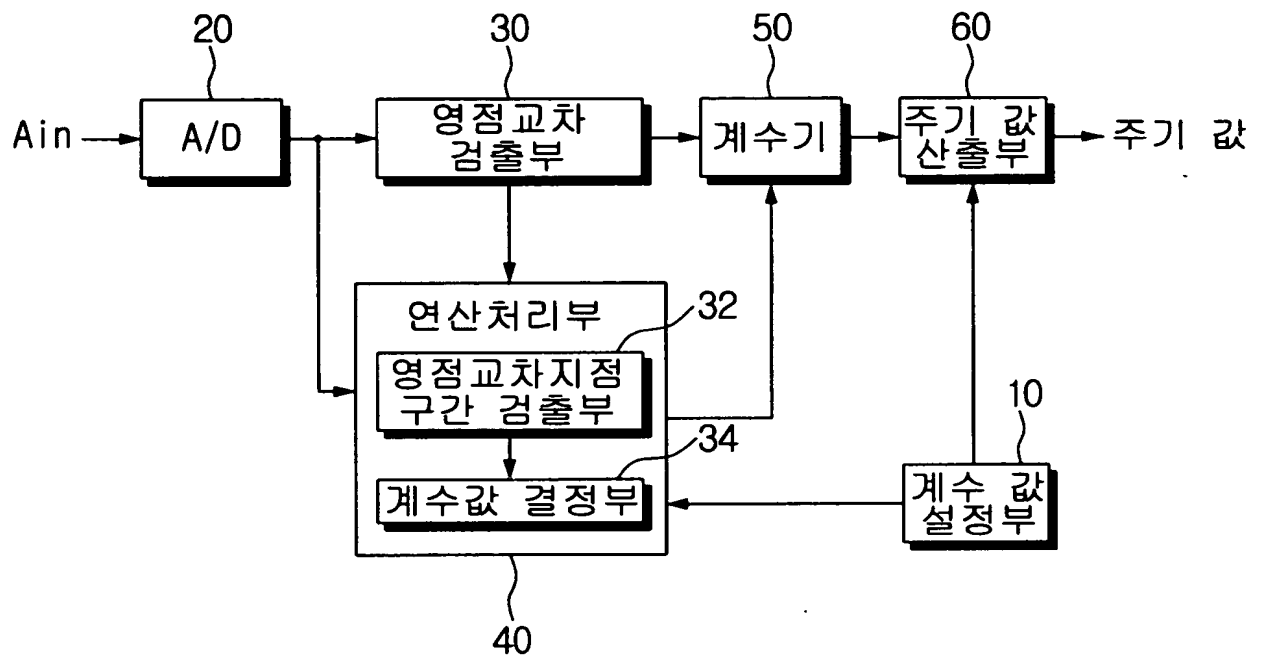 20
30
50
60
Ain
A/D
영점교차
검출부
계수기
주기 값
산출부
주기 값
연산처리부
32
영점교차지점
구간 검출부
10
34
계수값 결정부
계수 값
설정부
40